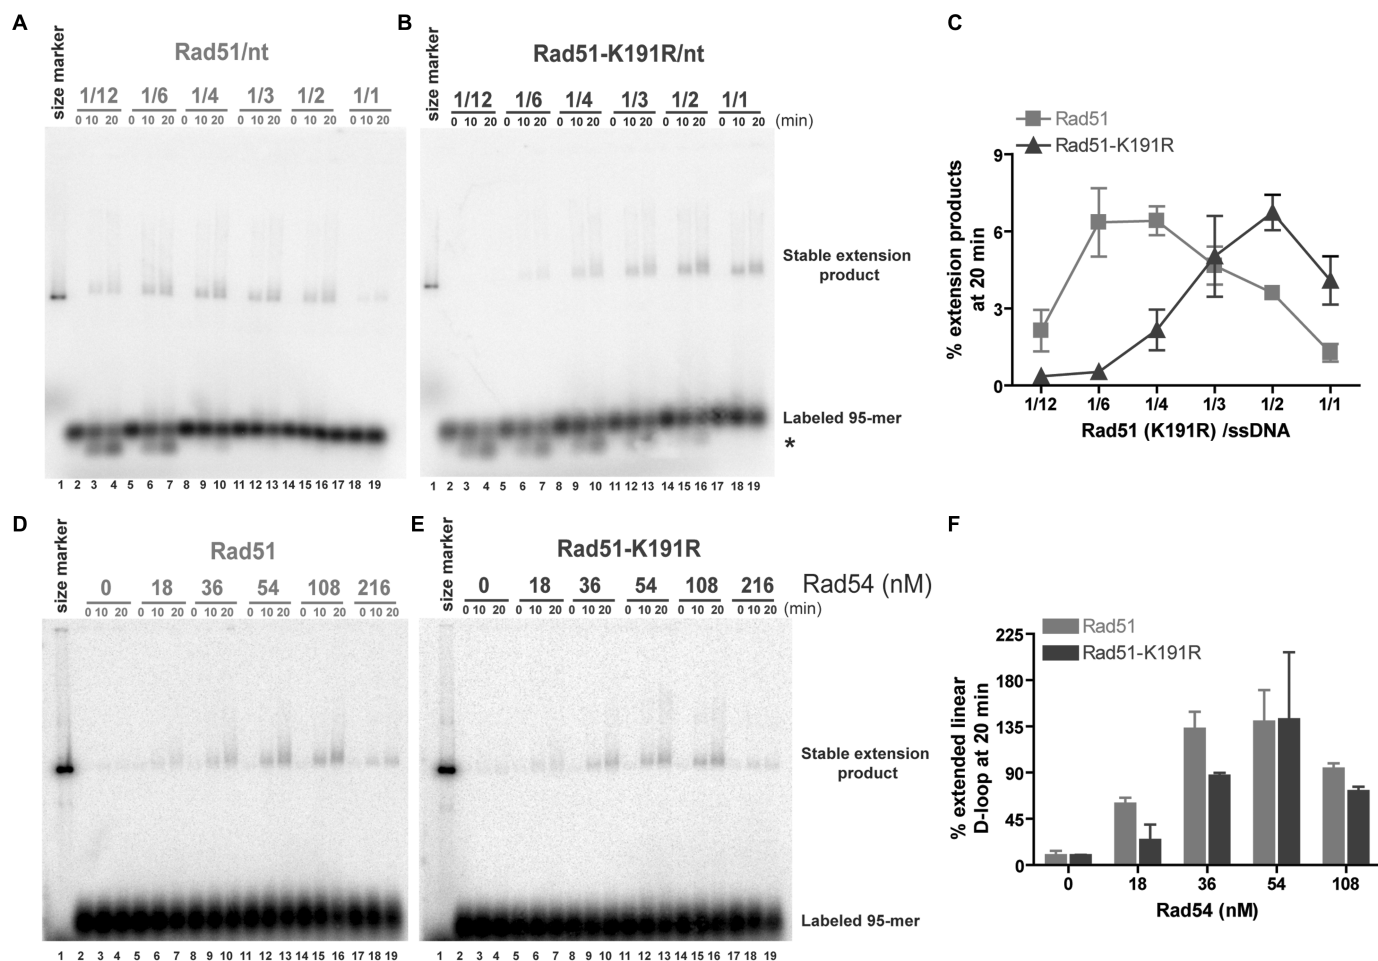 A
size marker
Rad51/nt
1/12 1/6 1/4 1/3 1/2 1/1
0 10 20 0 10 20 0 10 20 0 10 20 0 10 20 0 10 20 (min)
1 2 3 4 5 6 7 8 9 10 11 12 13 14 15 16 17 18 19
B
size marker
Rad51-K191R/nt
1/12 1/6 1/4 1/3 1/2 1/1
0 10 20 0 10 20 0 10 20 0 10 20 0 10 20 0 10 20 (min)
Stable extension
product
Labeled 95-mer
*
1 2 3 4 5 6 7 8 9 10 11 12 13 14 15 16 17 18 19
C
Rad51
Rad51-K191R
% extension products
at 20 min
9
6
3
0
1/12 1/6 1/4 1/3 1/2 1/1
Rad51 (K191R) /ssDNA
D
size marker
Rad51
0 18 36 54 108 216
0 10 20 0 10 20 0 10 20 0 10 20 0 10 20 0 10 20
1 2 3 4 5 6 7 8 9 10 11 12 13 14 15 16 17 18 19
E
size marker
Rad51-K191R
0 18 36 54 108 216 Rad54 (nM)
0 10 20 0 10 20 0 10 20 0 10 20 0 10 20 0 10 20 (min)
Stable extension
product
Labeled 95-mer
1 2 3 4 5 6 7 8 9 10 11 12 13 14 15 16 17 18 19
F
Rad51
Rad51-K191R
% extended linear
D-loop at 20 min
225
180
135
90
45
0
0 18 36 54 108
Rad54 (nM)